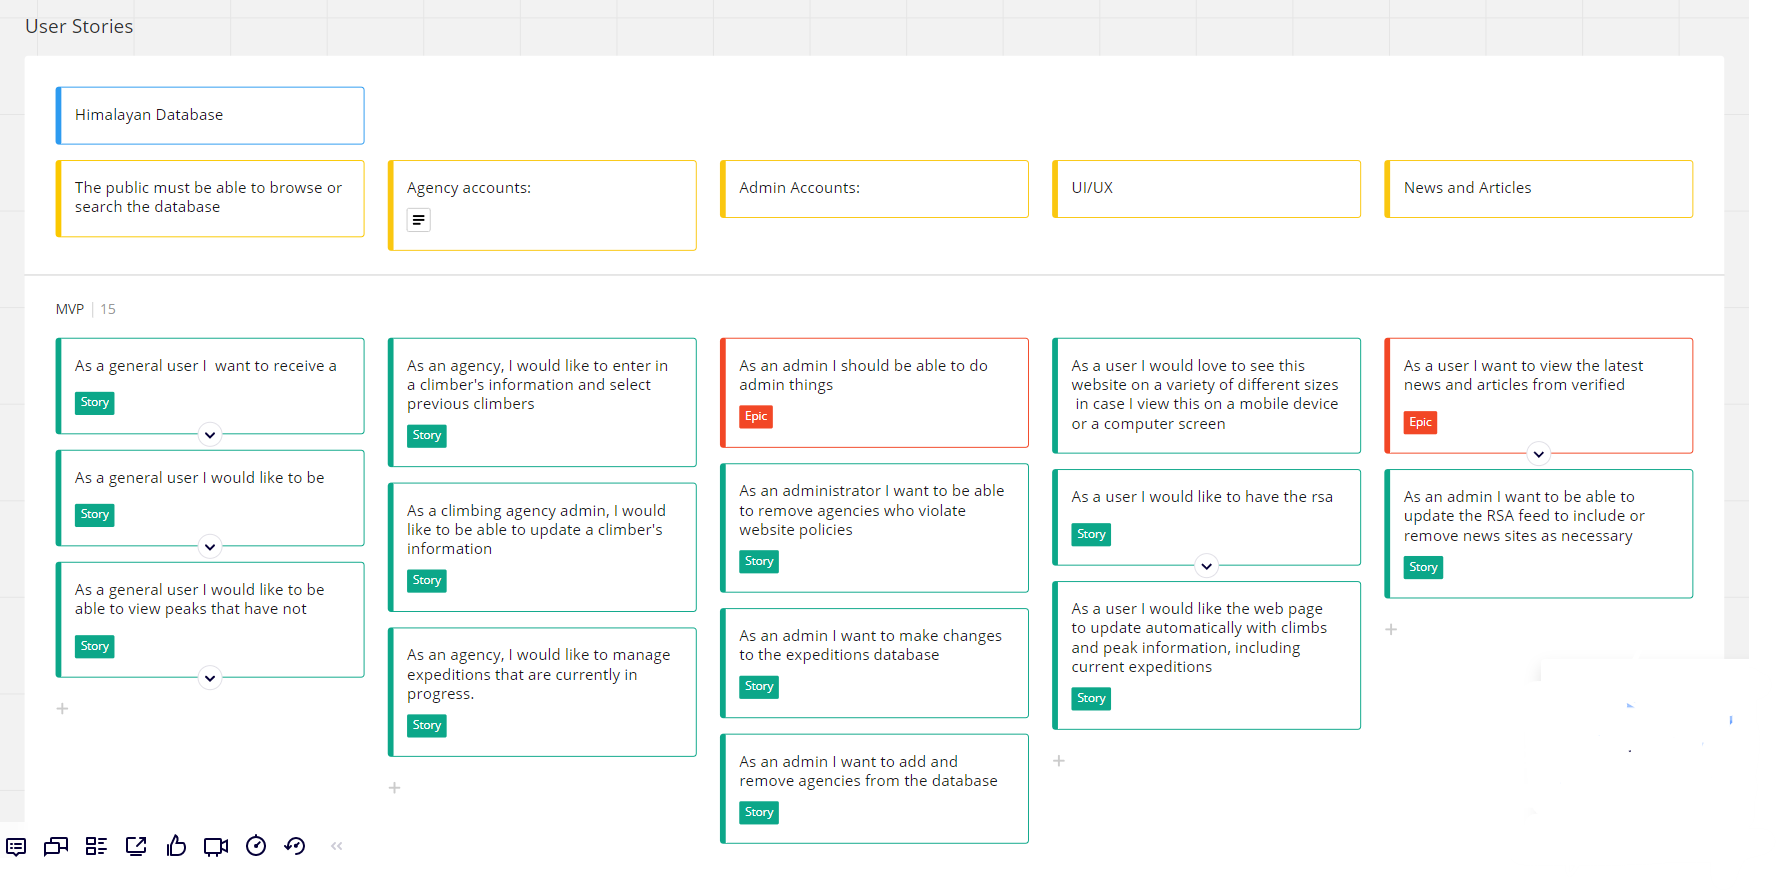 User Stories
Himalayan Database
The public must be able to browse or
search the database
Agency accounts:
Admin Accounts:
UI/UX
News and Articles
MVP | 15
As a general user I  want to receive a
Story
As a general user I would like to be
Story
As a general user I would like to be
able to view peaks that have not
Story
As an agency, I would like to enter in
a climber's information and select
previous climbers
Story
As a climbing agency admin, I would
like to be able to update a climber's
information
Story
As an agency, I would like to manage
expeditions that are currently in
progress.
Story
As an admin I should be able to do
admin things
Epic
As an administrator I want to be able
to remove agencies who violate
website policies
Story
As an admin I want to make changes
to the expeditions database
Story
As an admin I want to add and
remove agencies from the database
Story
As a user I would love to see this
website on a variety of different sizes
in case I view this on a mobile device
or a computer screen
As a user I would like to have the rsa
Story
As a user I would like the web page
to update automatically with climbs
and peak information, including
current expeditions
Story
As a user I want to view the latest
news and articles from verified
Epic
As an admin I want to be able to
update the RSA feed to include or
remove news sites as necessary
Story